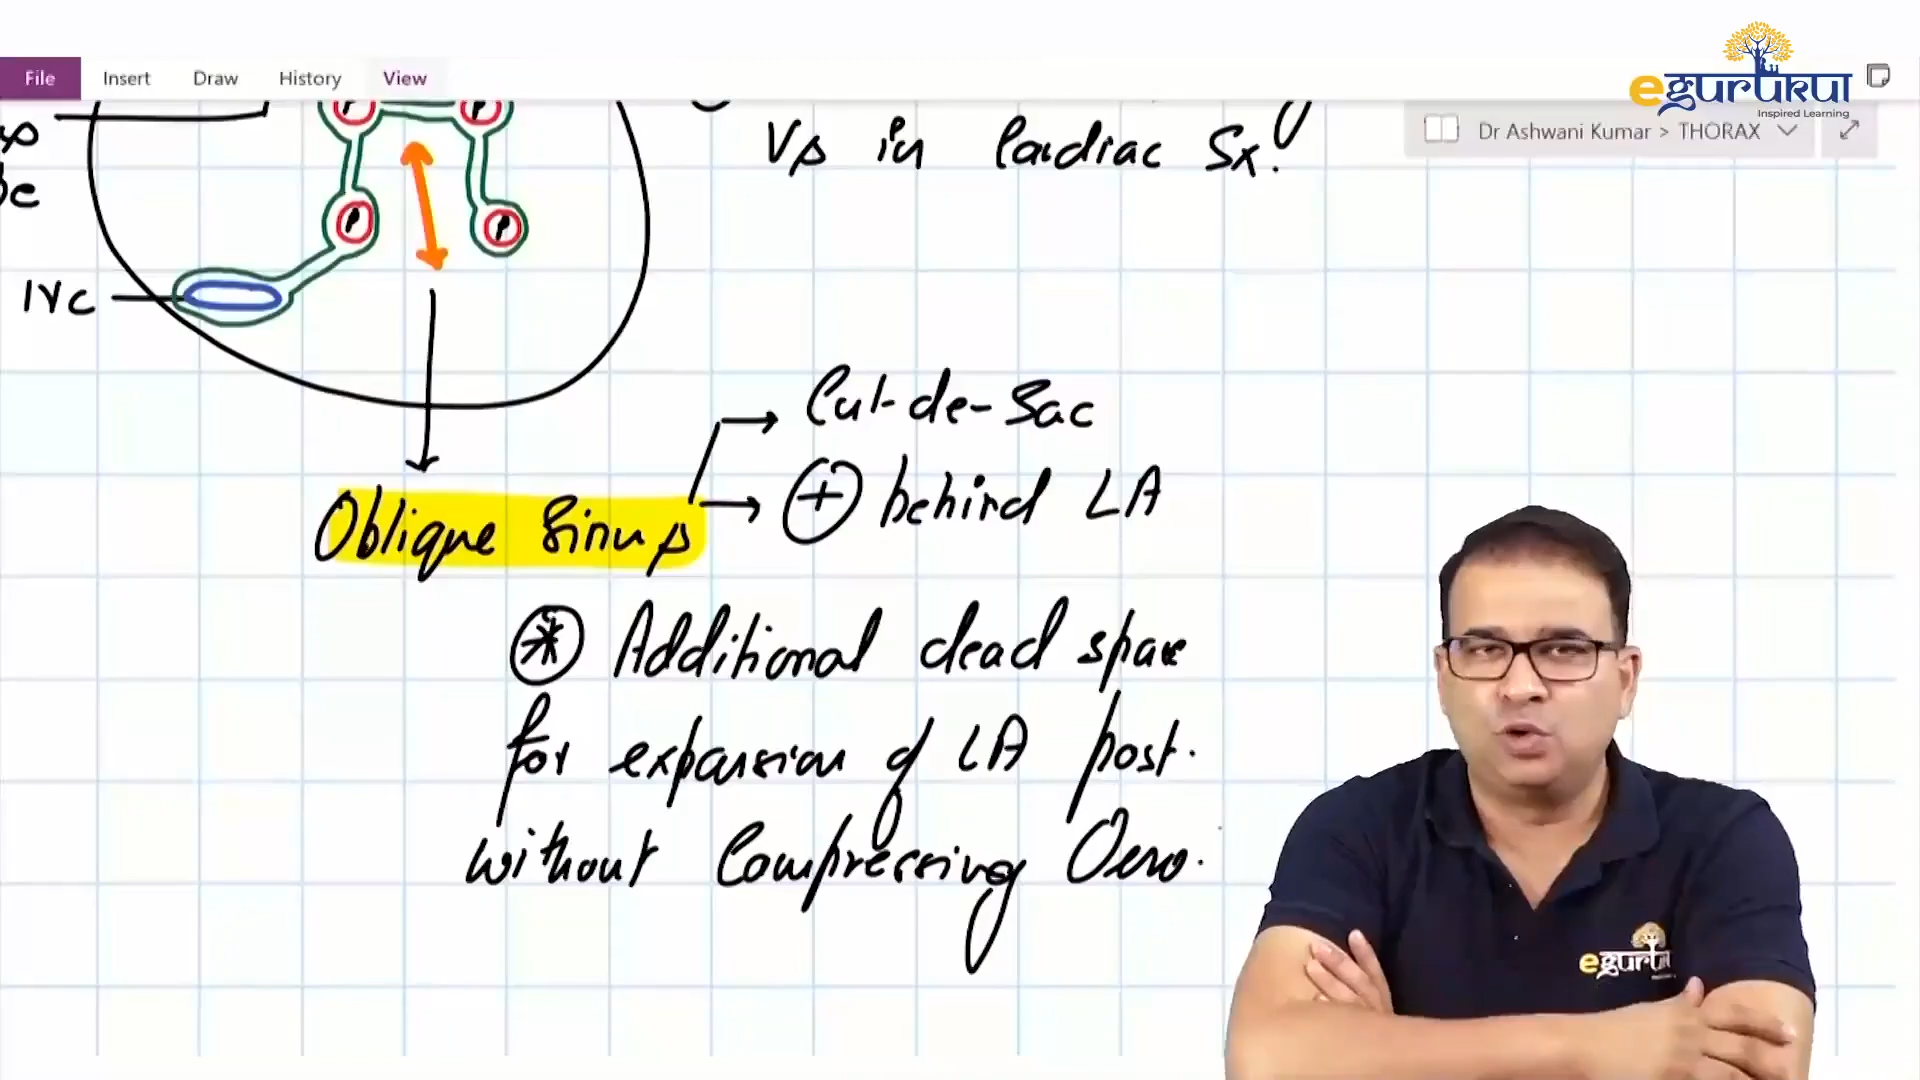 egurukul
Inspired Learning
File Insert Draw History View
Dr Ashwani Kumar > THORAX
Vs in Cardiac Sx!
P P
P P
IVC
Cut-de-Sac
Oblique Sinus + behind LA
* Additional dead space
for expansion of LA post.
without Compressing Oeso.